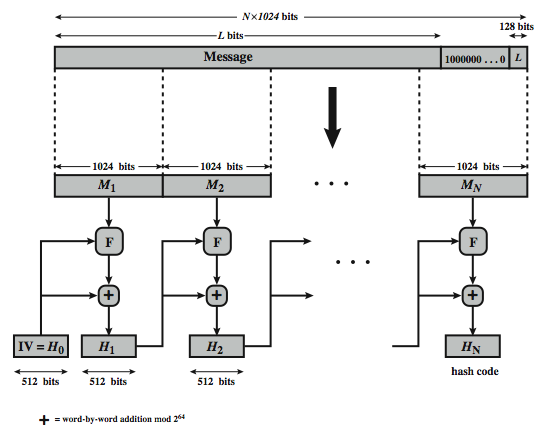 N×1024 bits
128 bits
L bits
Message
1000000 . . . 0
L
1024 bits
1024 bits
1024 bits
M1
M2
. . .
MN
F
F
F
. . .
+
+
+
IV = H0
H1
H2
HN
512 bits
512 bits
512 bits
hash code
+ = word-by-word addition mod 2^64